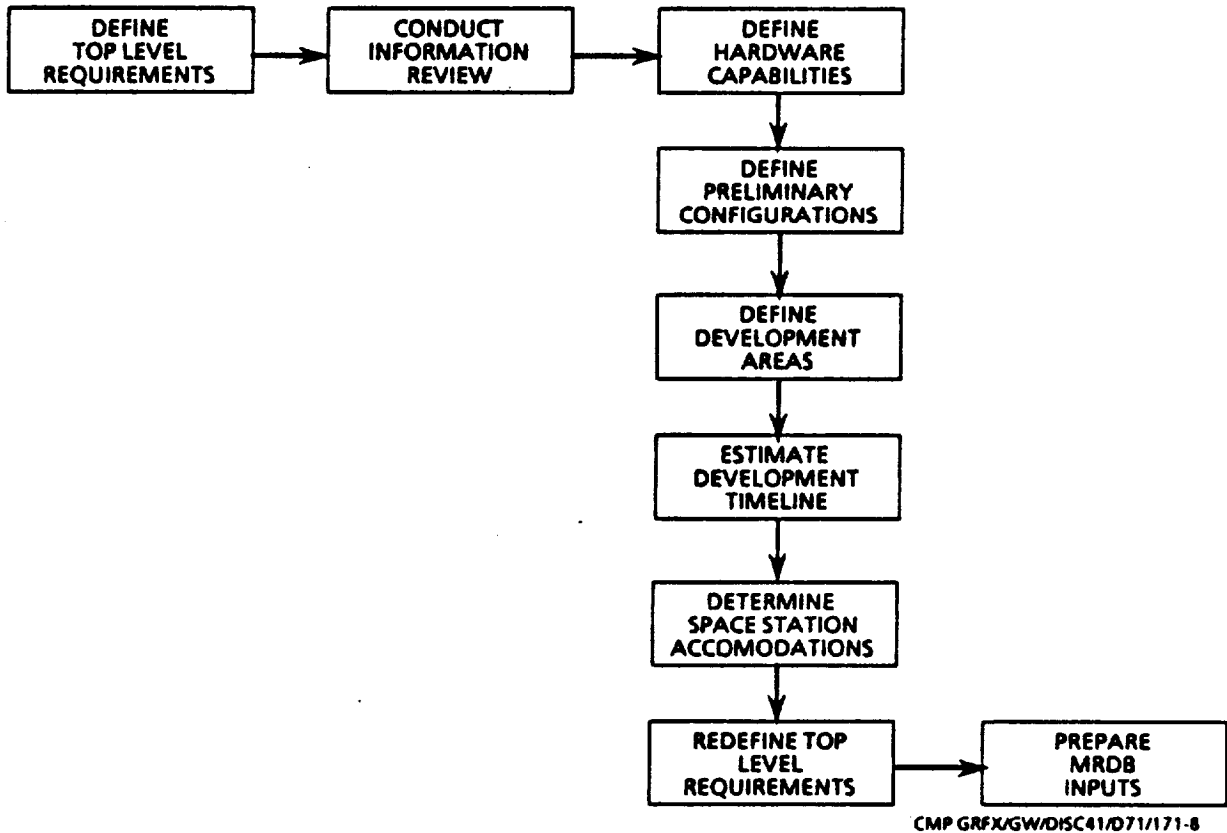 DEFINE
TOP LEVEL
REQUIREMENTS
CONDUCT
INFORMATION
REVIEW
DEFINE
HARDWARE
CAPABILITIES
DEFINE
PRELIMINARY
CONFIGURATIONS
DEFINE
DEVELOPMENT
AREAS
ESTIMATE
DEVELOPMENT
TIMELINE
DETERMINE
SPACE STATION
ACCOMODATIONS
REDEFINE TOP
LEVEL
REQUIREMENTS
PREPARE
MRDB
INPUTS
CMP GRFX/GW/DISC41/D71/171-8